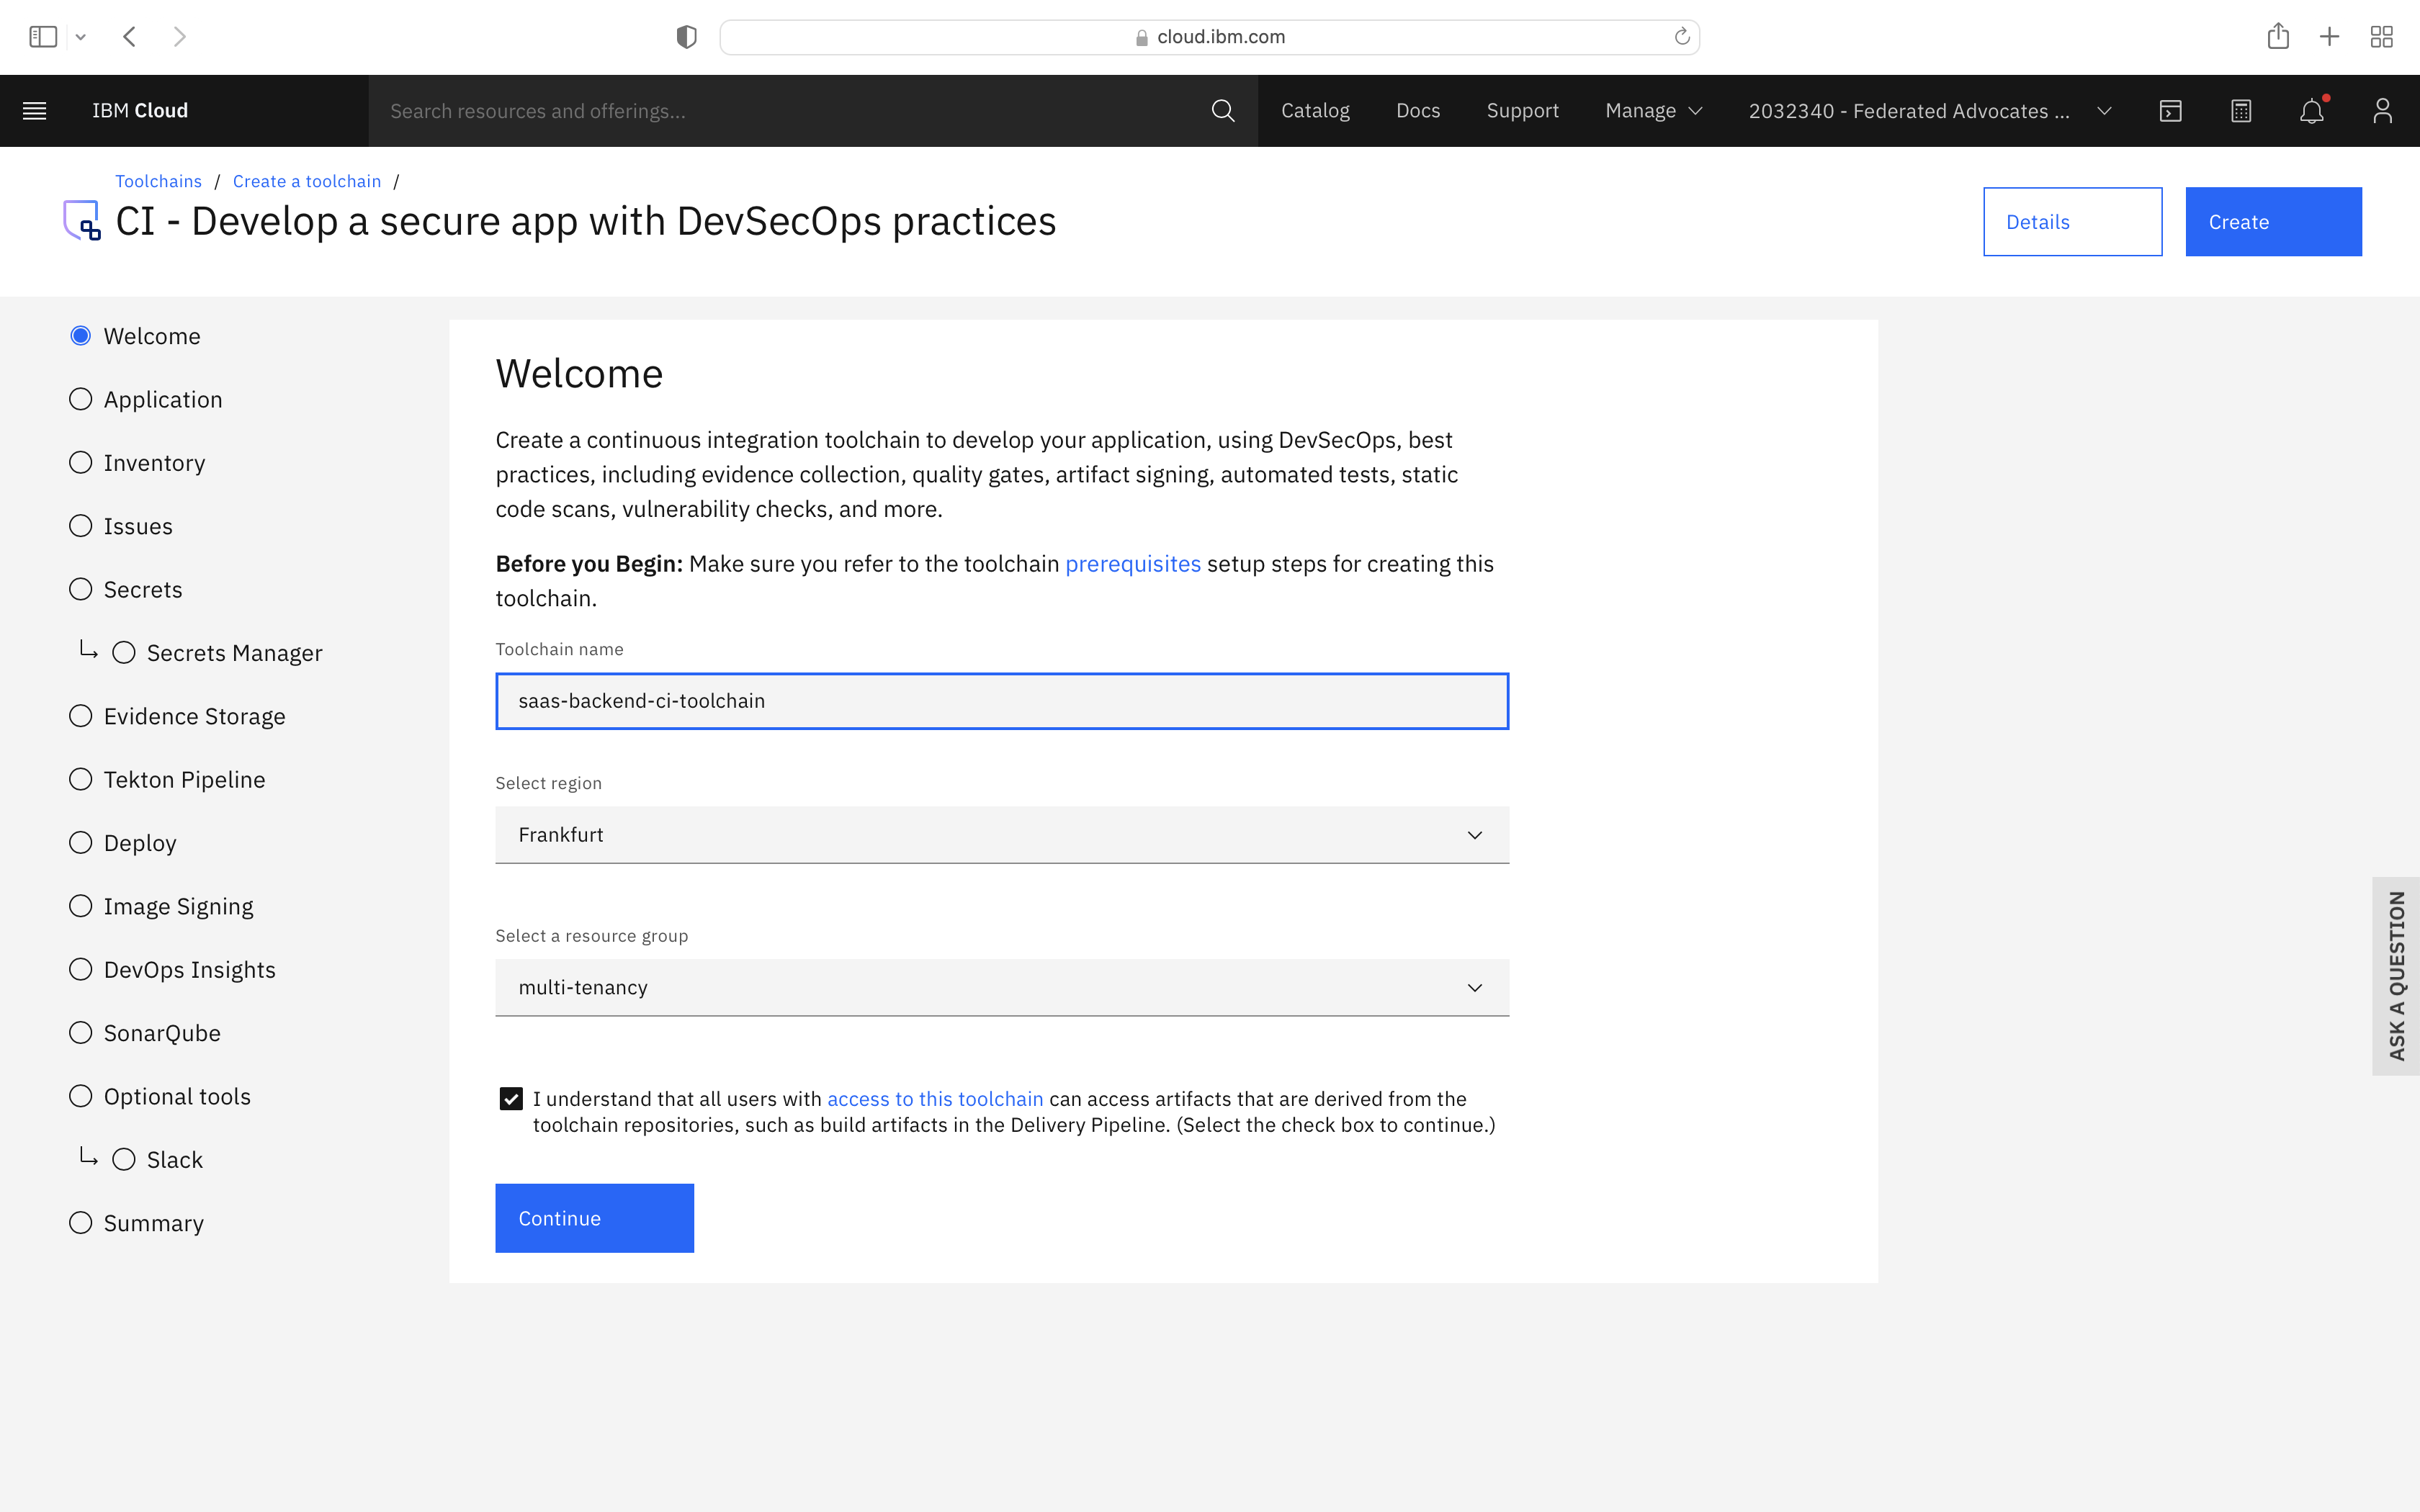 cloud.ibm.com
IBM Cloud
Search resources and offerings...
Catalog
Docs
Support
Manage
2032340 - Federated Advocates ...
Toolchains / Create a toolchain /
CI - Develop a secure app with DevSecOps practices
Details
Create
Welcome
Application
Inventory
Issues
Secrets
Secrets Manager
Evidence Storage
Tekton Pipeline
Deploy
Image Signing
DevOps Insights
SonarQube
Optional tools
Slack
Summary
Welcome
Create a continuous integration toolchain to develop your application, using DevSecOps, best
practices, including evidence collection, quality gates, artifact signing, automated tests, static
code scans, vulnerability checks, and more.
Before you Begin: Make sure you refer to the toolchain prerequisites setup steps for creating this
toolchain.
Toolchain name
saas-backend-ci-toolchain
Select region
Frankfurt
Select a resource group
multi-tenancy
I understand that all users with access to this toolchain can access artifacts that are derived from the
toolchain repositories, such as build artifacts in the Delivery Pipeline. (Select the check box to continue.)
Continue
ASK A QUESTION